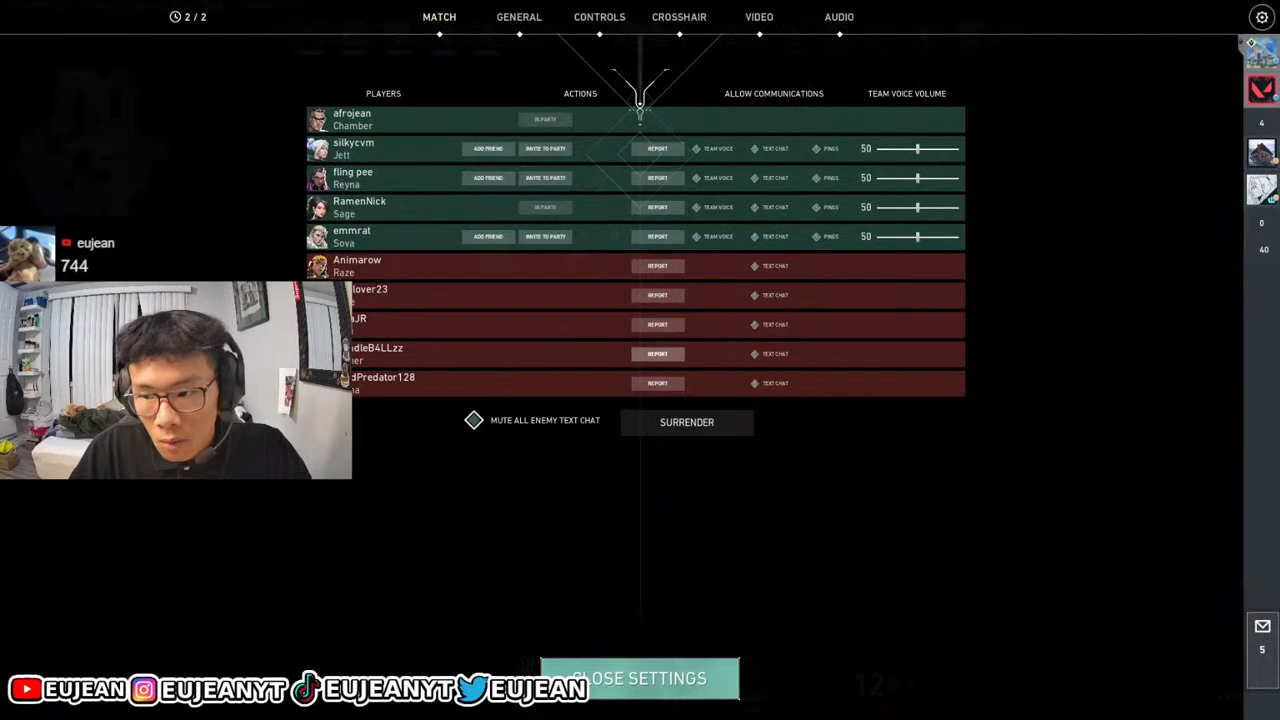 2 / 2 MATCH GENERAL CONTROLS CROSSHAIR VIDEO AUDIO
PLAYERS ACTIONS ALLOW COMMUNICATIONS TEAM VOICE VOLUME
afrojean
Chamber
IN PARTY
silkycvm
Jett
ADD FRIEND INVITE TO PARTY REPORT TEAM VOICE TEXT CHAT PINGS 50
fling pee
Reyna
ADD FRIEND INVITE TO PARTY REPORT TEAM VOICE TEXT CHAT PINGS 50
RamenNick
Sage
IN PARTY REPORT TEAM VOICE TEXT CHAT PINGS 50
emmrat
Sova
ADD FRIEND INVITE TO PARTY REPORT TEAM VOICE TEXT CHAT PINGS 50
Animarow
Raze
REPORT TEXT CHAT
lover23
REPORT TEXT CHAT
JR
REPORT TEXT CHAT
dleB4LLzz
er
REPORT TEXT CHAT
dPredator128
a
REPORT TEXT CHAT
MUTE ALL ENEMY TEXT CHAT SURRENDER
eujean
744
4
0
40
5
CLOSE SETTINGS
EUJEAN EUJEANYT EUJEANYT EUJEAN